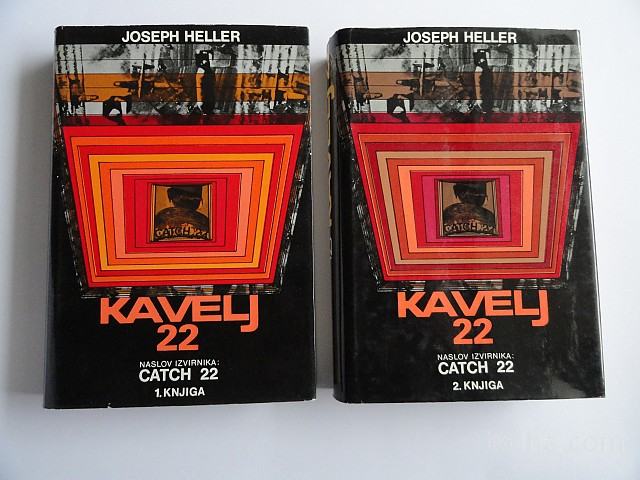 JOSEPH HELLER
CATCH 22
KAVELJ
22
NASLOV IZVIRNIKA:
CATCH 22
1. KNJIGA
JOSEPH HELLER
CATCH 22
KAVELJ
22
NASLOV IZVIRNIKA:
CATCH 22
2. KNJIGA